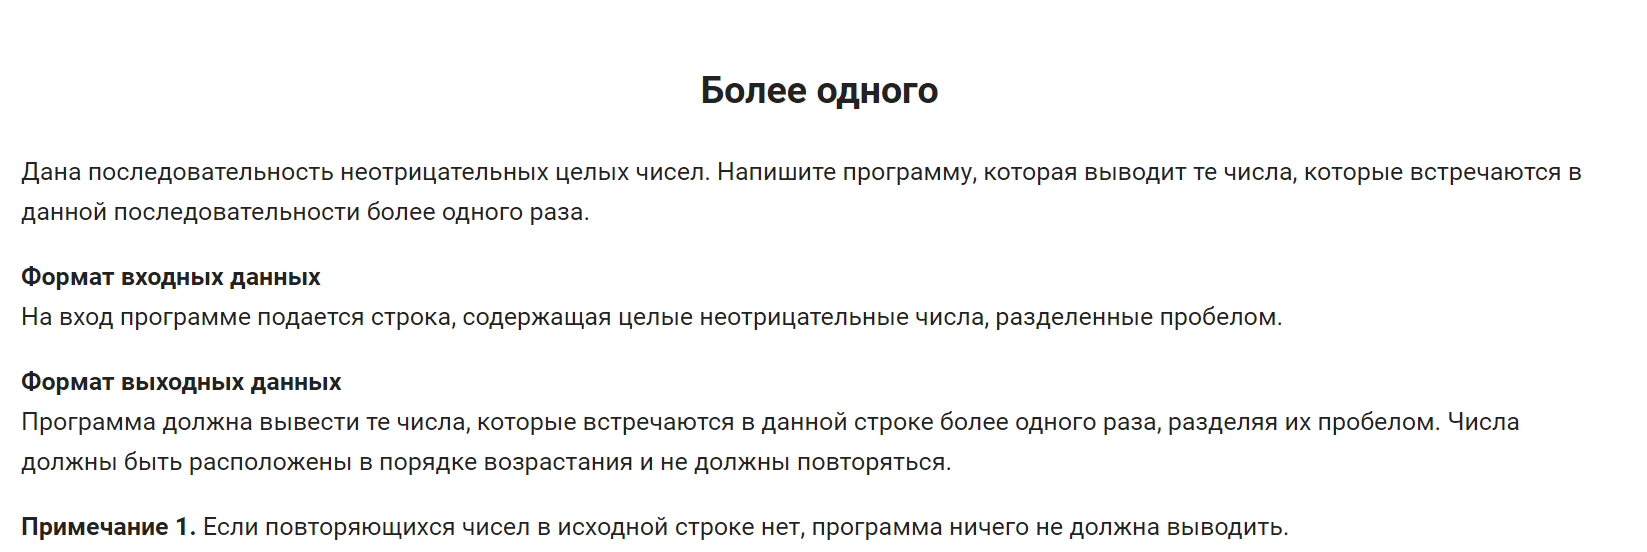 Более одного
Дана последовательность неотрицательных целых чисел. Напишите программу, которая выводит те числа, которые встречаются в
данной последовательности более одного раза.
Формат входных данных
На вход программе подается строка, содержащая целые неотрицательные числа, разделенные пробелом.
Формат выходных данных
Программа должна вывести те числа, которые встречаются в данной строке более одного раза, разделяя их пробелом. Числа
должны быть расположены в порядке возрастания и не должны повторяться.
Примечание 1. Если повторяющихся чисел в исходной строке нет, программа ничего не должна выводить.